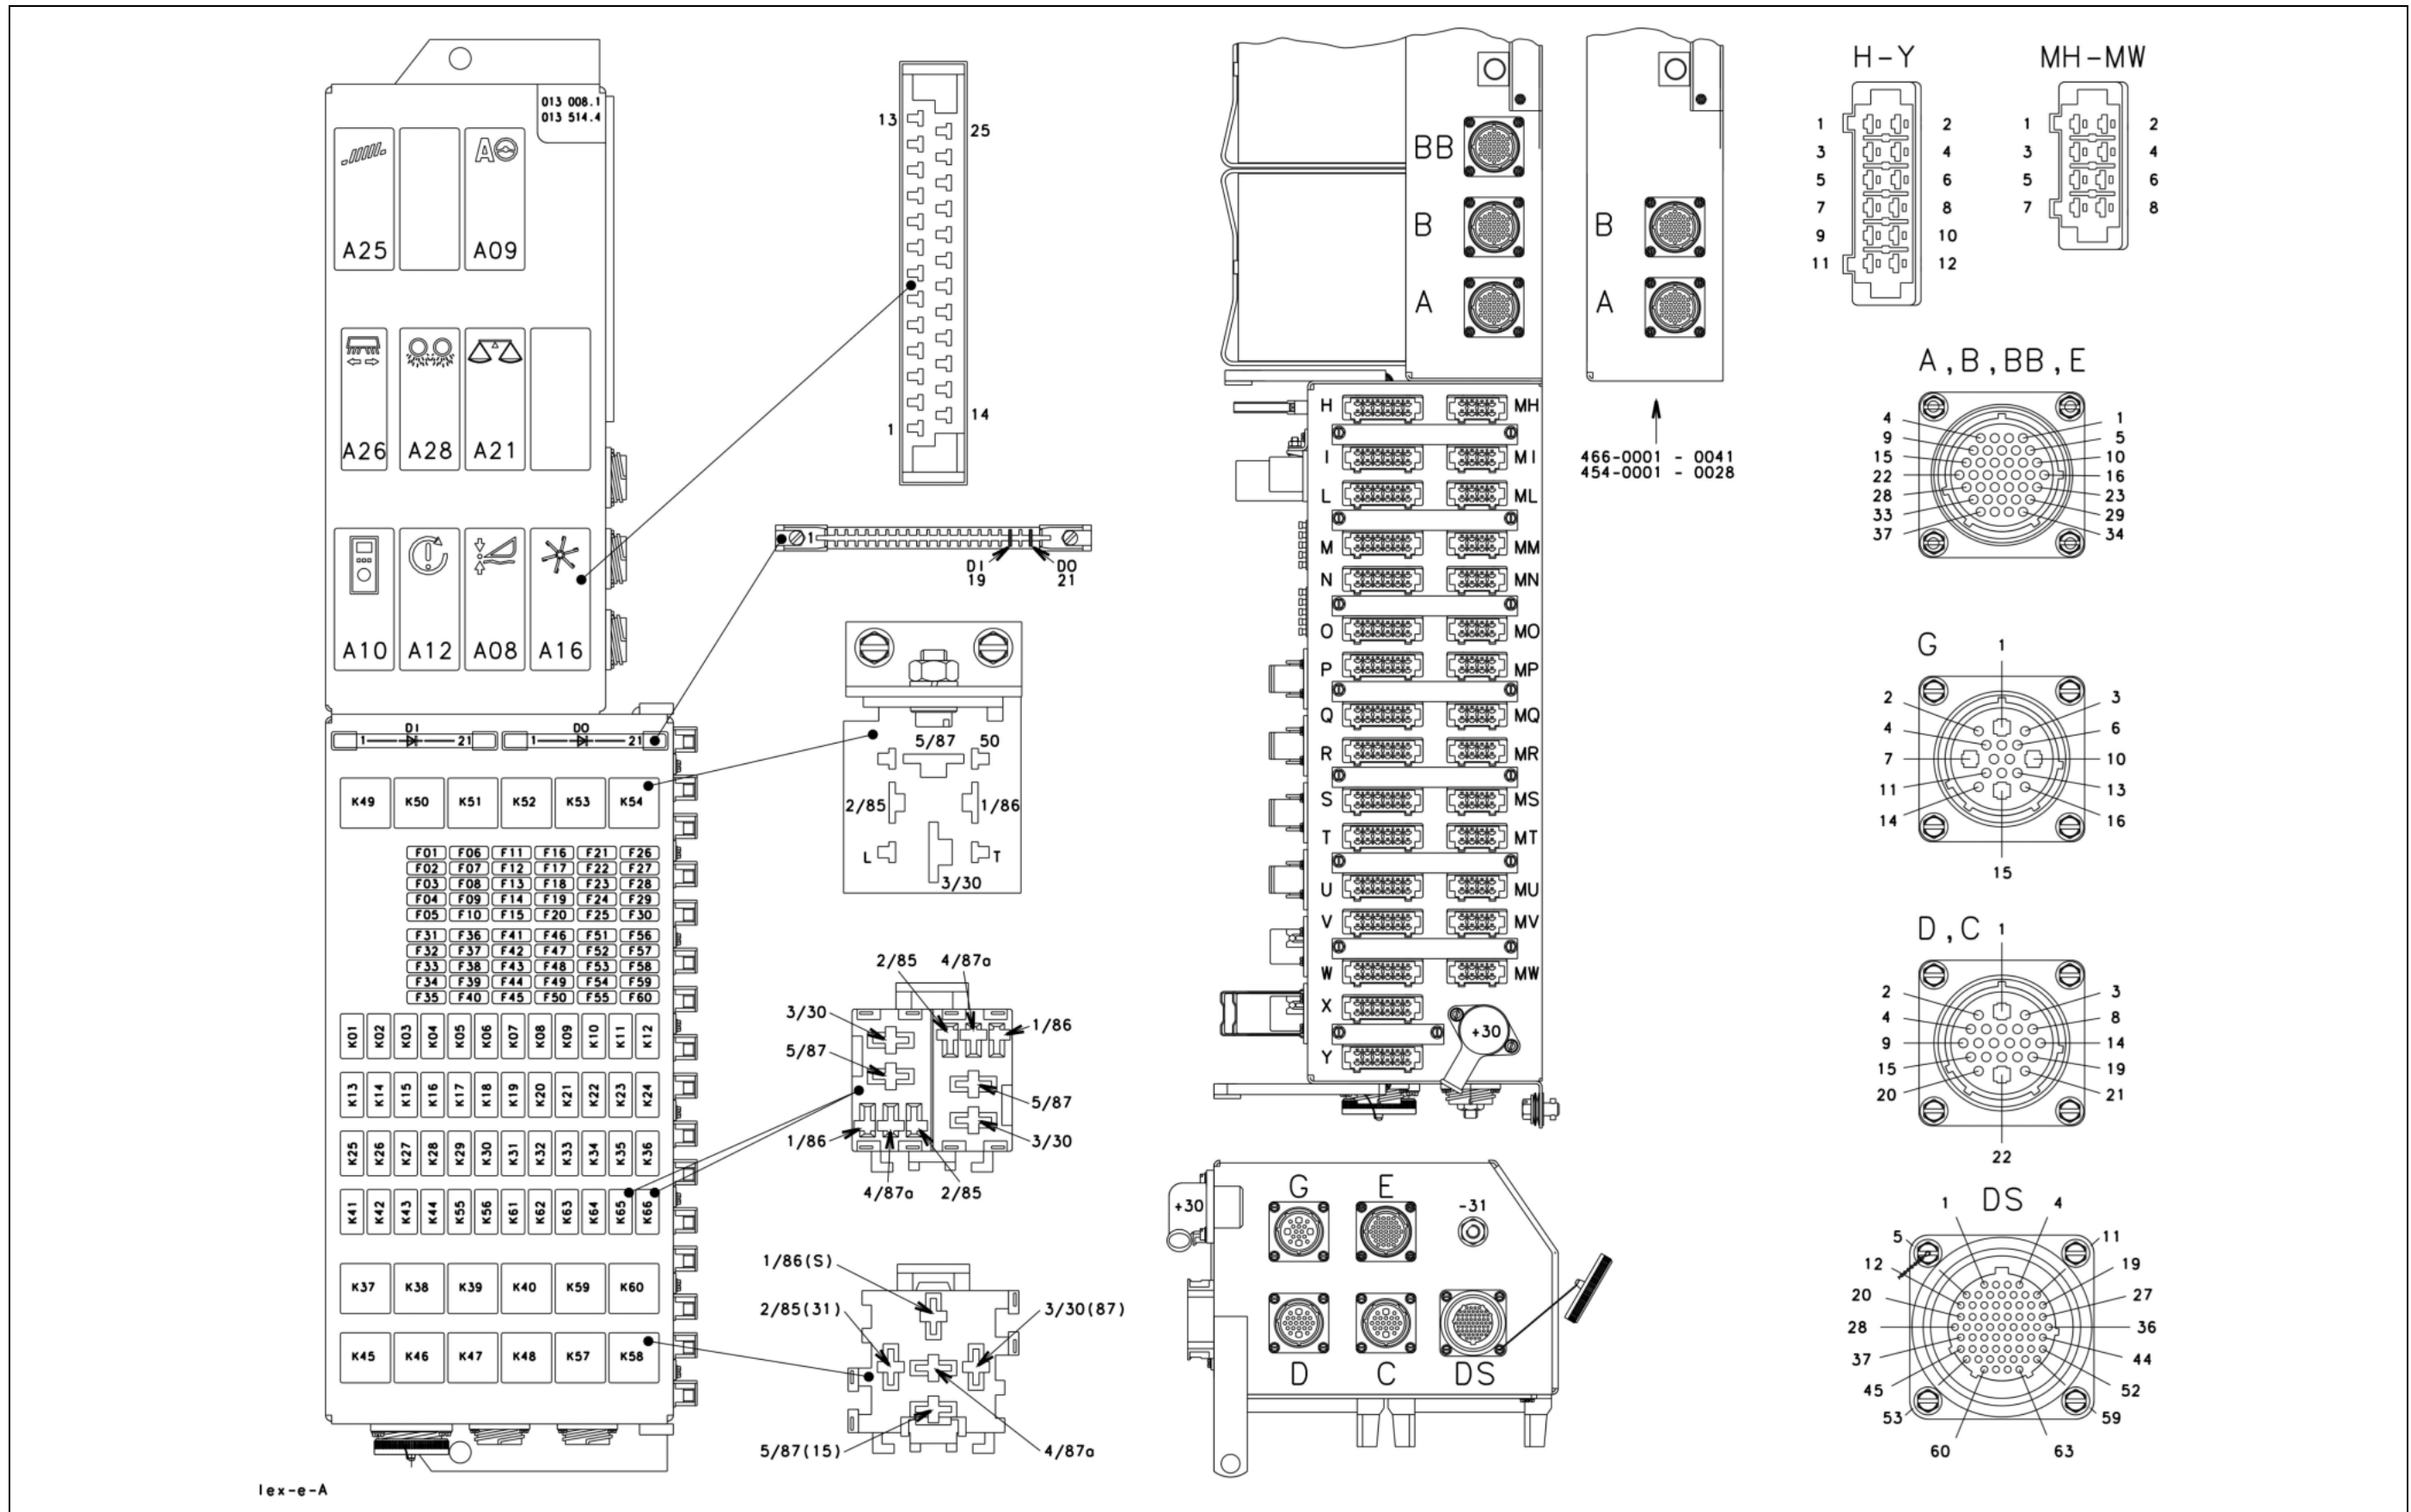 013 008.1
013 514.4
A
A25
A09
A26 A28 A21
A10 A12 A08 A16
DI
1 21
DO
1 21
K49 K50 K51 K52 K53 K54
F01 F06 F11 F16 F21 F26
F02 F07 F12 F17 F22 F27
F03 F08 F13 F18 F23 F28
F04 F09 F14 F19 F24 F29
F05 F10 F15 F20 F25 F30
F31 F36 F41 F46 F51 F56
F32 F37 F42 F47 F52 F57
F33 F38 F43 F48 F53 F58
F34 F39 F44 F49 F54 F59
F35 F40 F45 F50 F55 F60
K01 K02 K03 K04 K05 K06 K07 K08 K09 K10 K11 K12
K13 K14 K15 K16 K17 K18 K19 K20 K21 K22 K23 K24
K25 K26 K27 K28 K29 K30 K31 K32 K33 K34 K35 K36
K41 K42 K43 K44 K55 K56 K61 K62 K63 K64 K65 K66
K37 K38 K39 K40 K59 K60
K45 K46 K47 K48 K57 K58
lex-e-A
13
25
1
14
1
DI
19
DO
21
5/87 50
2/85 1/86
L T
3/30
2/85 4/87a
3/30
1/86
5/87
5/87
1/86
3/30
4/87a 2/85
1/86(S)
2/85(31)
3/30(87)
5/87(15)
4/87a
BB
B
A
B
A
466-0001 - 0041
454-0001 - 0028
H MH
I MI
L ML
M MM
N MN
O MO
P MP
Q MQ
R MR
S MS
T MT
U MU
V MV
W MW
X
+30
Y
+30
G E
-31
D C DS
H-Y
1 2
3 4
5 6
7 8
9 10
11 12
MH-MW
1 2
3 4
5 6
7 8
A,B,BB,E
4 1
9 5
15 10
22 16
28 23
33 29
37 34
G
1
2 3
4 6
7 10
11 13
14 16
15
D,C
1
2 3
4 8
9 14
15 19
20 21
22
DS
1 4
5 11
12 19
20 27
28 36
37 44
45 52
53 59
60 63